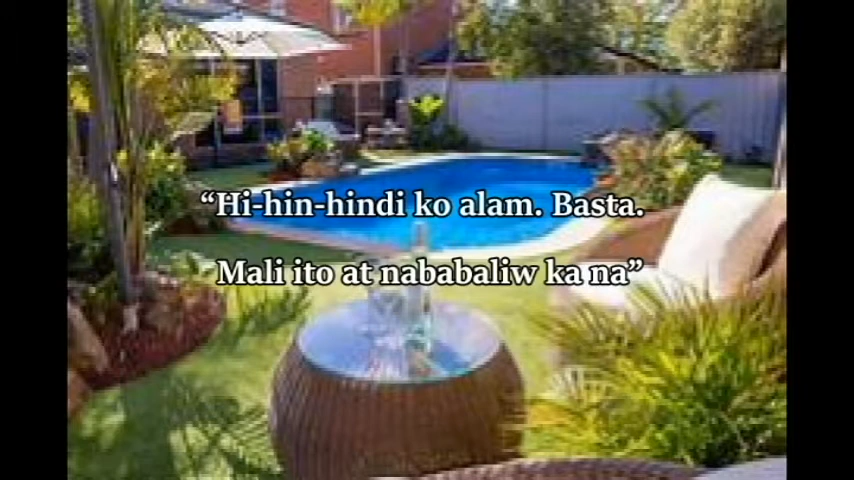 “Hi-hin-hindi ko alam. Basta.
Mali ito at nababaliw ka na”